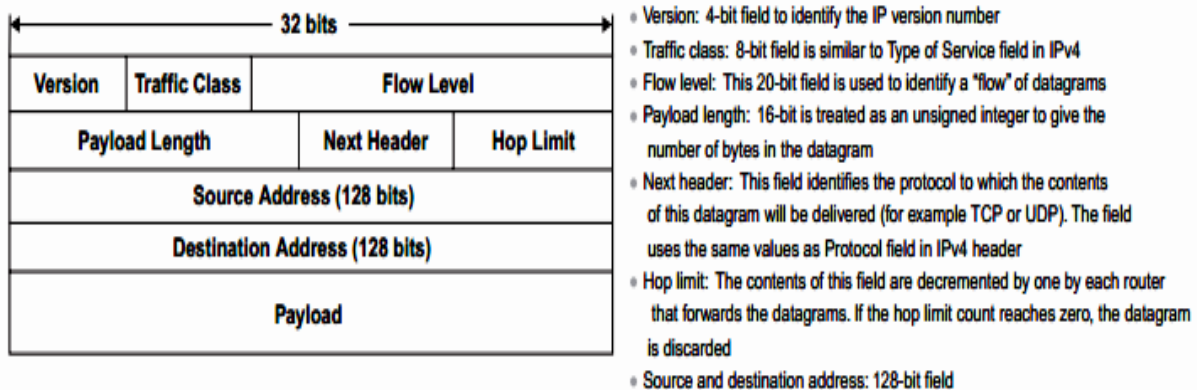 32 bits
Version Traffic Class Flow Level
Payload Length Next Header Hop Limit
Source Address (128 bits)
Destination Address (128 bits)
Payload
• Version: 4-bit field to identify the IP version number
• Traffic class: 8-bit field is similar to Type of Service field in IPv4
• Flow level: This 20-bit field is used to identify a “flow” of datagrams
• Payload length: 16-bit is treated as an unsigned integer to give the
number of bytes in the datagram
• Next header: This field identifies the protocol to which the contents
of this datagram will be delivered (for example TCP or UDP). The field
uses the same values as Protocol field in IPv4 header
• Hop limit: The contents of this field are decremented by one by each router
that forwards the datagrams. If the hop limit count reaches zero, the datagram
is discarded
• Source and destination address: 128-bit field